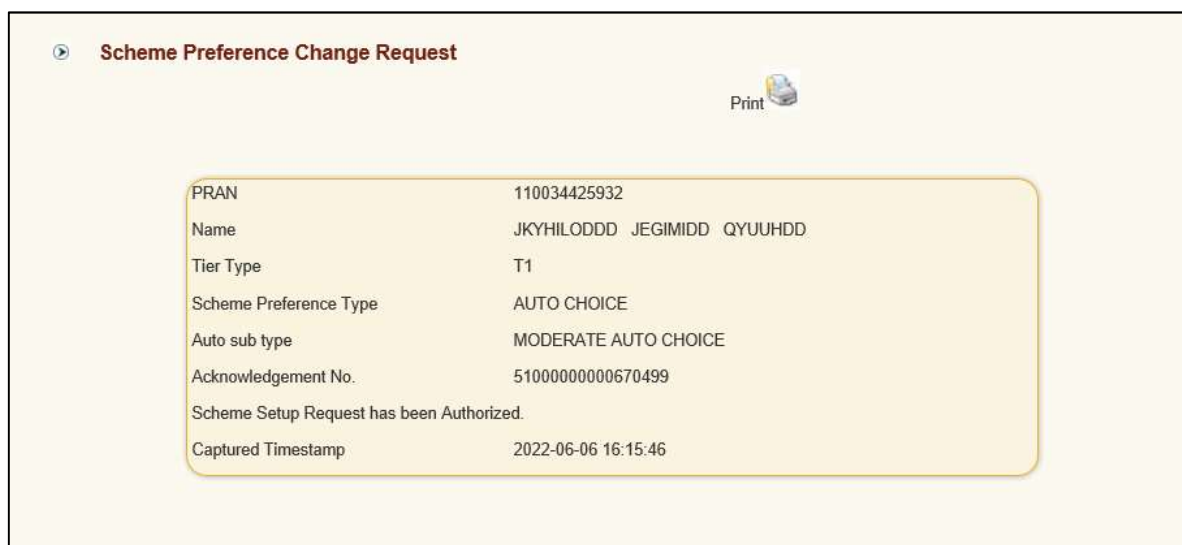 Scheme Preference Change Request
Print
PRAN 110034425932
Name JKYHILODDD JEGIMIDD QYUUHDD
Tier Type T1
Scheme Preference Type AUTO CHOICE
Auto sub type MODERATE AUTO CHOICE
Acknowledgement No. 51000000000670499
Scheme Setup Request has been Authorized.
Captured Timestamp 2022-06-06 16:15:46